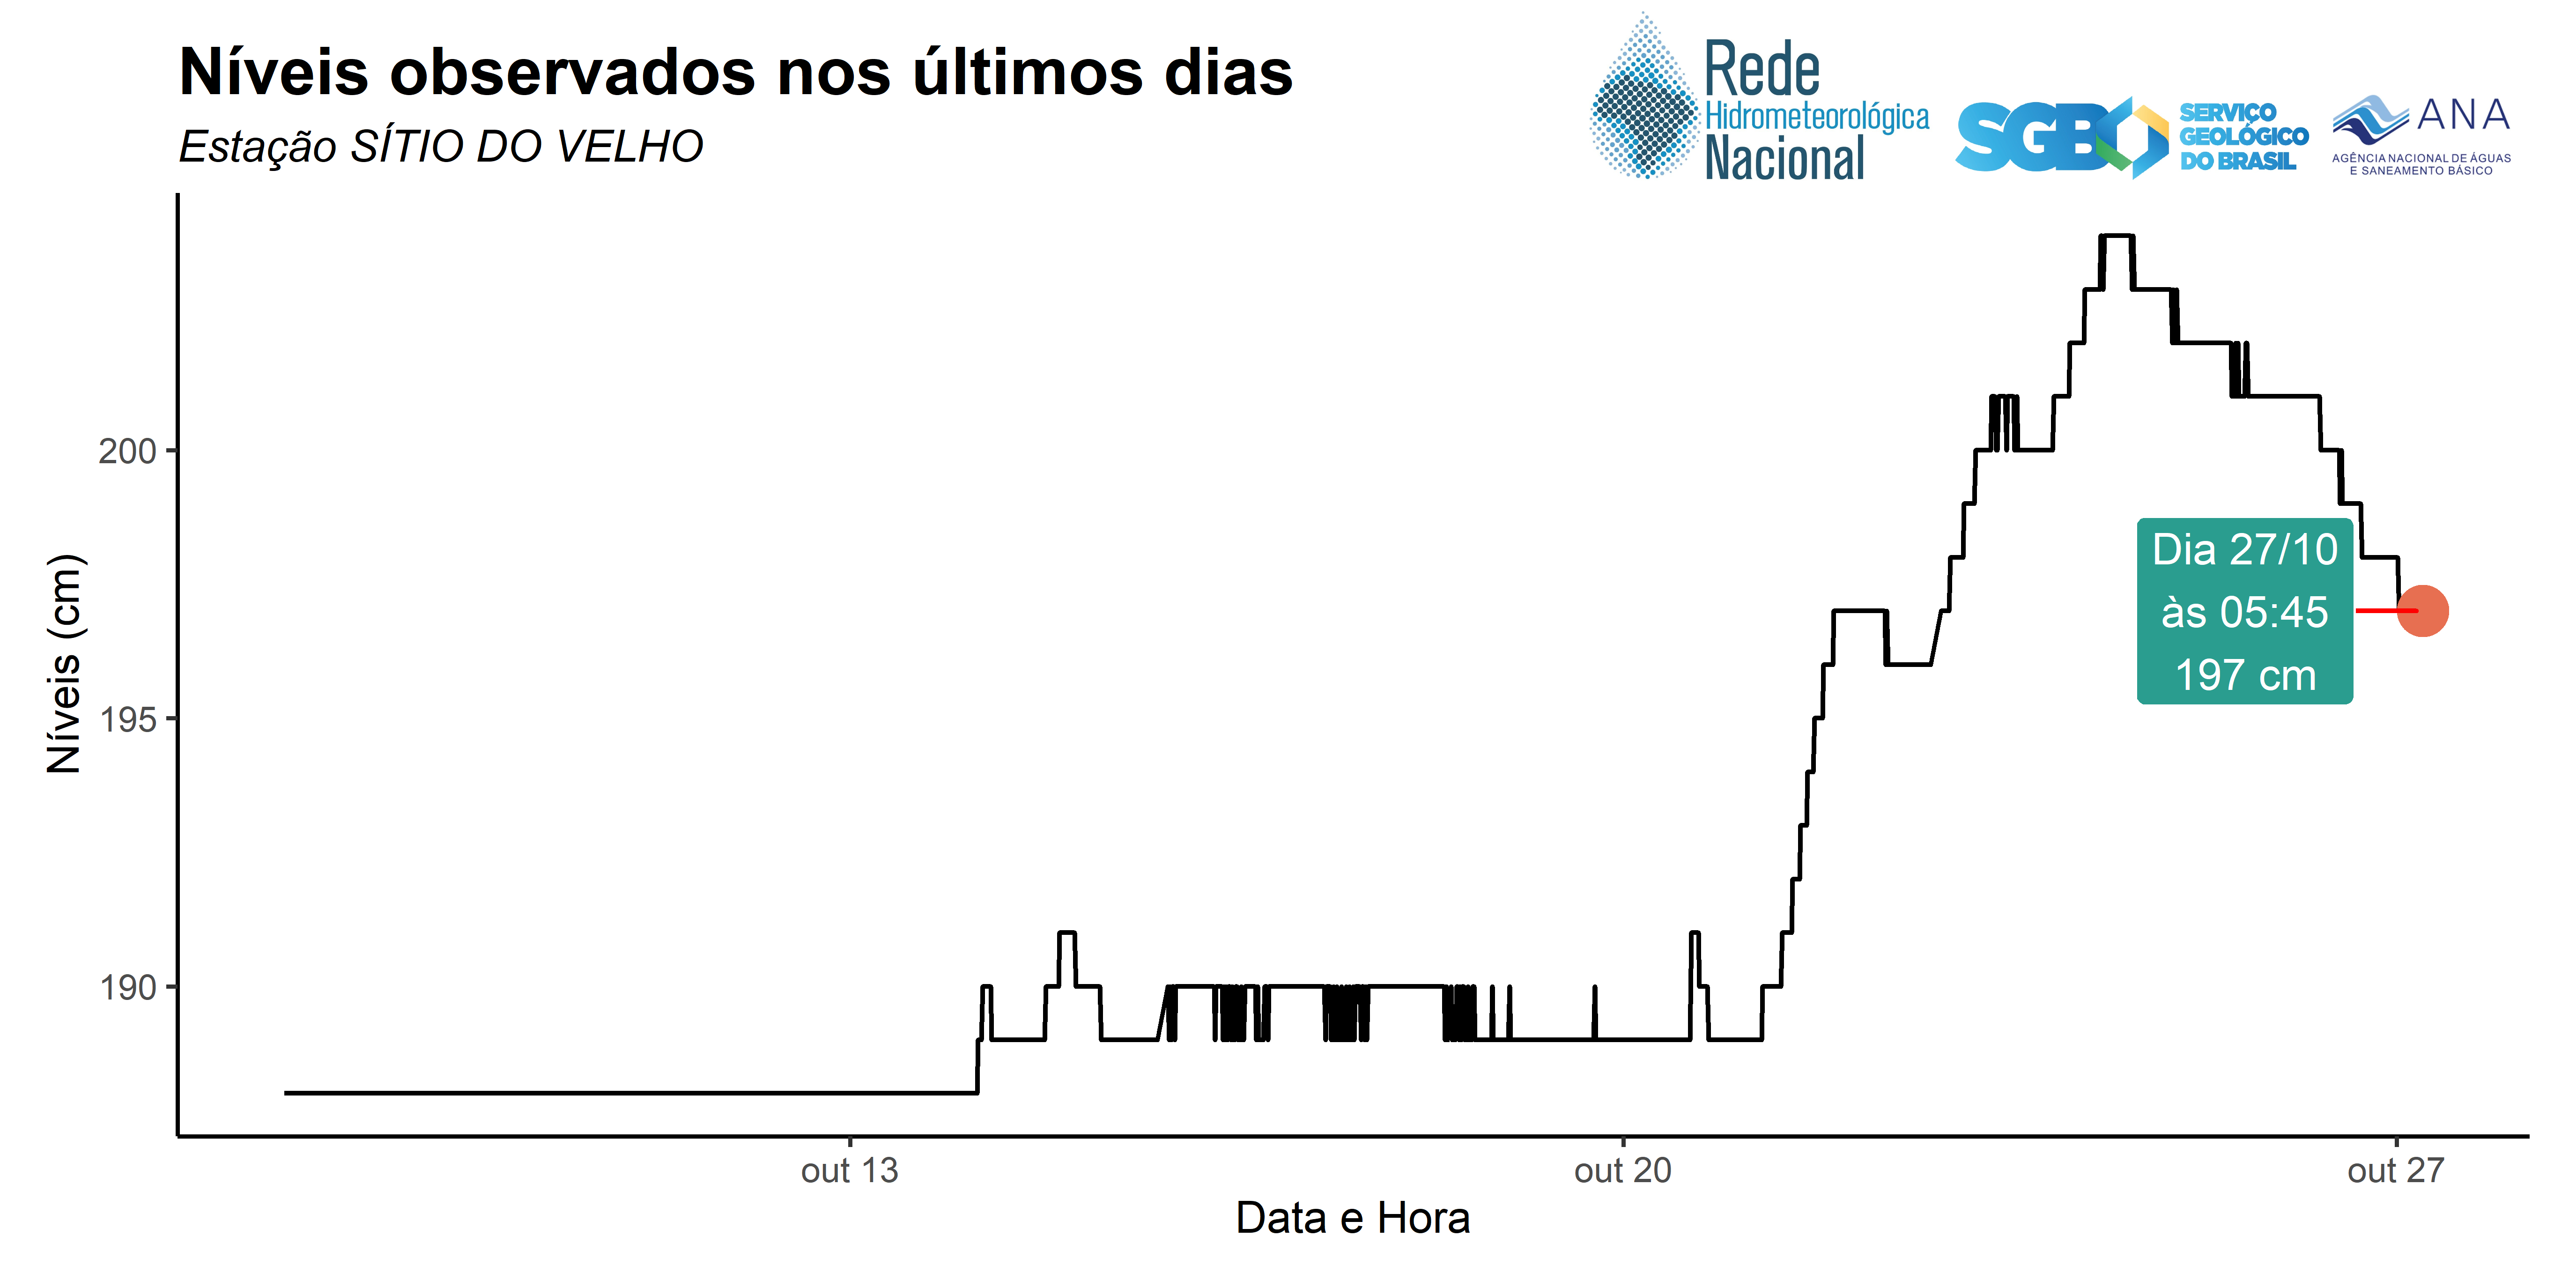 Níveis observados nos últimos dias
Estação SÍTIO DO VELHO
Rede
Hidrometeorológica
Nacional
SGB
SERVIÇO
GEOLÓGICO
DO BRASIL
ANA
AGÊNCIA NACIONAL DE ÁGUAS
E SANEAMENTO BÁSICO
Níveis (cm)
200
195
190
Dia 27/10
às 05:45
197 cm
out 13
out 20
out 27
Data e Hora